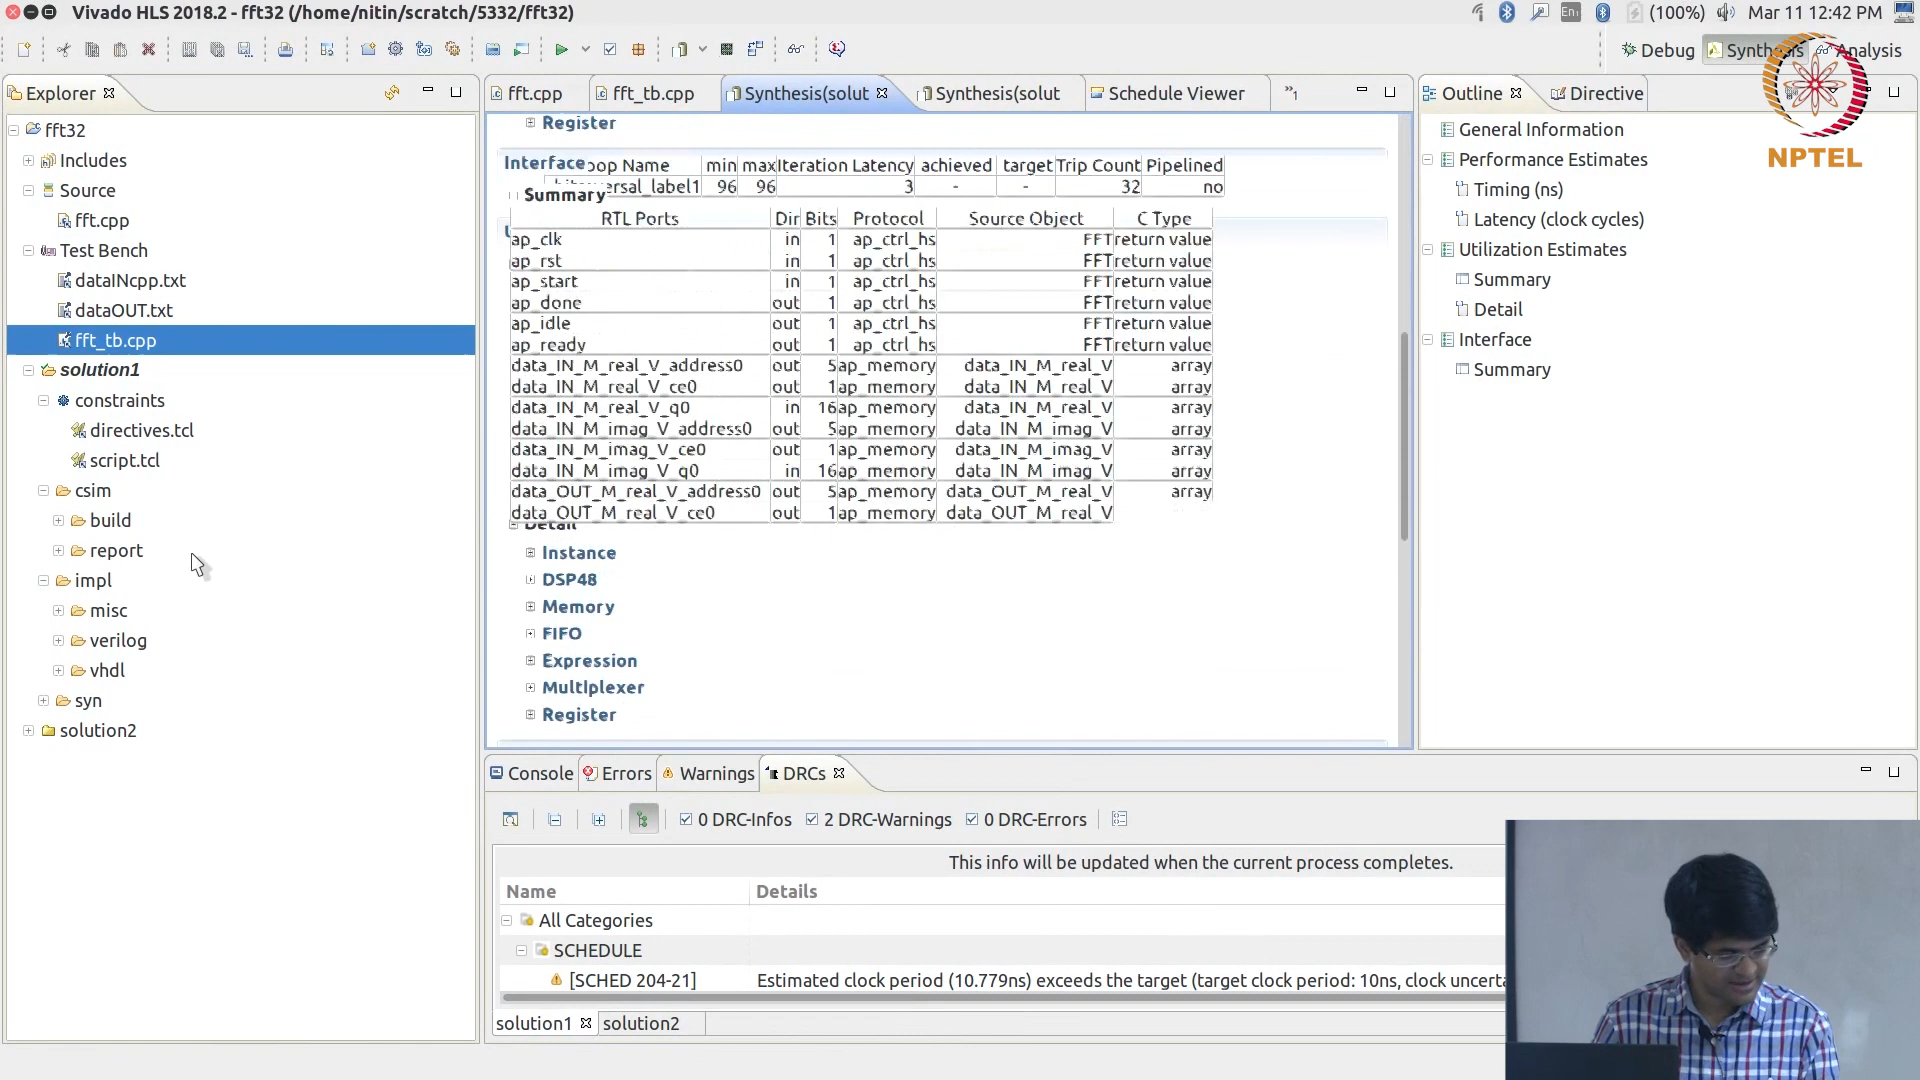 Vivado HLS 2018.2 - fft32 (/home/nitin/scratch/5332/fft32)
(100%)
Mar 11 12:42 PM
Debug
Synthesis
Analysis
NPTEL
Explorer
fft32
Includes
Source
fft.cpp
Test Bench
dataINcpp.txt
dataOUT.txt
fft_tb.cpp
solution1
constraints
directives.tcl
script.tcl
csim
build
report
impl
misc
verilog
vhdl
syn
solution2
fft.cpp
fft_tb.cpp
Synthesis(solut
Synthesis(solut
Schedule Viewer
"1
Register
Interface
oop Name min max Iteration Latency achieved target Trip Count Pipelined
versal_label1 96 96 3 - - 32 no
Summary
RTL Ports Dir Bits Protocol Source Object C Type
ap_clk in 1 ap_ctrl_hs FFT return value
ap_rst in 1 ap_ctrl_hs FFT return value
ap_start in 1 ap_ctrl_hs FFT return value
ap_done out 1 ap_ctrl_hs FFT return value
ap_idle out 1 ap_ctrl_hs FFT return value
ap_ready out 1 ap_ctrl_hs FFT return value
data_IN_M_real_V_address0 out 5 ap_memory data_IN_M_real_V array
data_IN_M_real_V_ce0 out 1 ap_memory data_IN_M_real_V array
data_IN_M_real_V_q0 in 16 ap_memory data_IN_M_real_V array
data_IN_M_imag_V_address0 out 5 ap_memory data_IN_M_imag_V array
data_IN_M_imag_V_ce0 out 1 ap_memory data_IN_M_imag_V array
data_IN_M_imag_V_q0 in 16 ap_memory data_IN_M_imag_V array
data_OUT_M_real_V_address0 out 5 ap_memory data_OUT_M_real_V array
data_OUT_M_real_V_ce0 out 1 ap_memory data_OUT_M_real_V
Detail
Instance
DSP48
Memory
FIFO
Expression
Multiplexer
Register
Outline
Directive
General Information
Performance Estimates
Timing (ns)
Latency (clock cycles)
Utilization Estimates
Summary
Detail
Interface
Summary
Console
Errors
Warnings
DRCs
0 DRC-Infos
2 DRC-Warnings
0 DRC-Errors
This info will be updated when the current process completes.
Name Details
All Categories
SCHEDULE
[SCHED 204-21] Estimated clock period (10.779ns) exceeds the target (target clock period: 10ns, clock uncerta
solution1
solution2